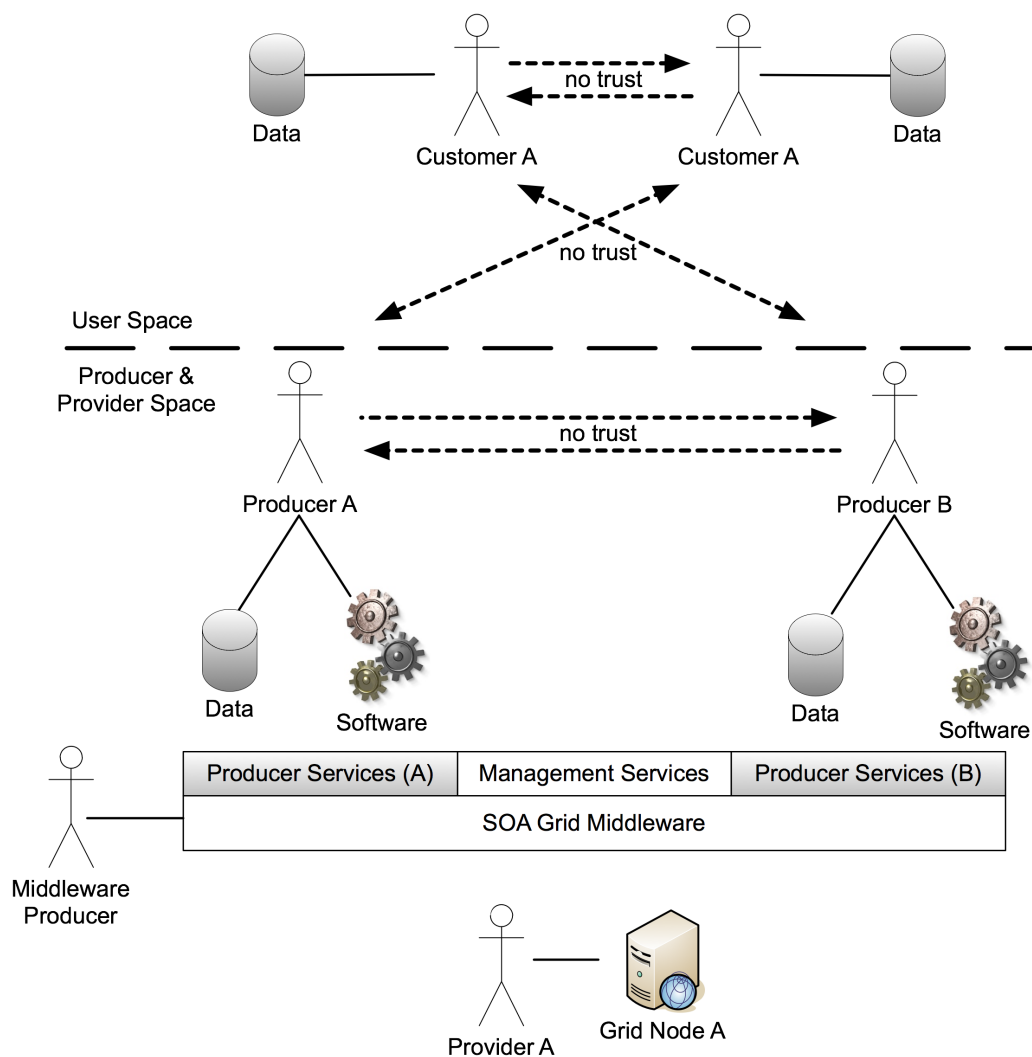 no trust
Data
Customer A
Customer A
Data
no trust
User Space
Producer &
Provider Space
no trust
Producer A
Producer B
Data
Software
Data
Software
Producer Services (A)
Management Services
Producer Services (B)
SOA Grid Middleware
Middleware
Producer
Provider A
Grid Node A